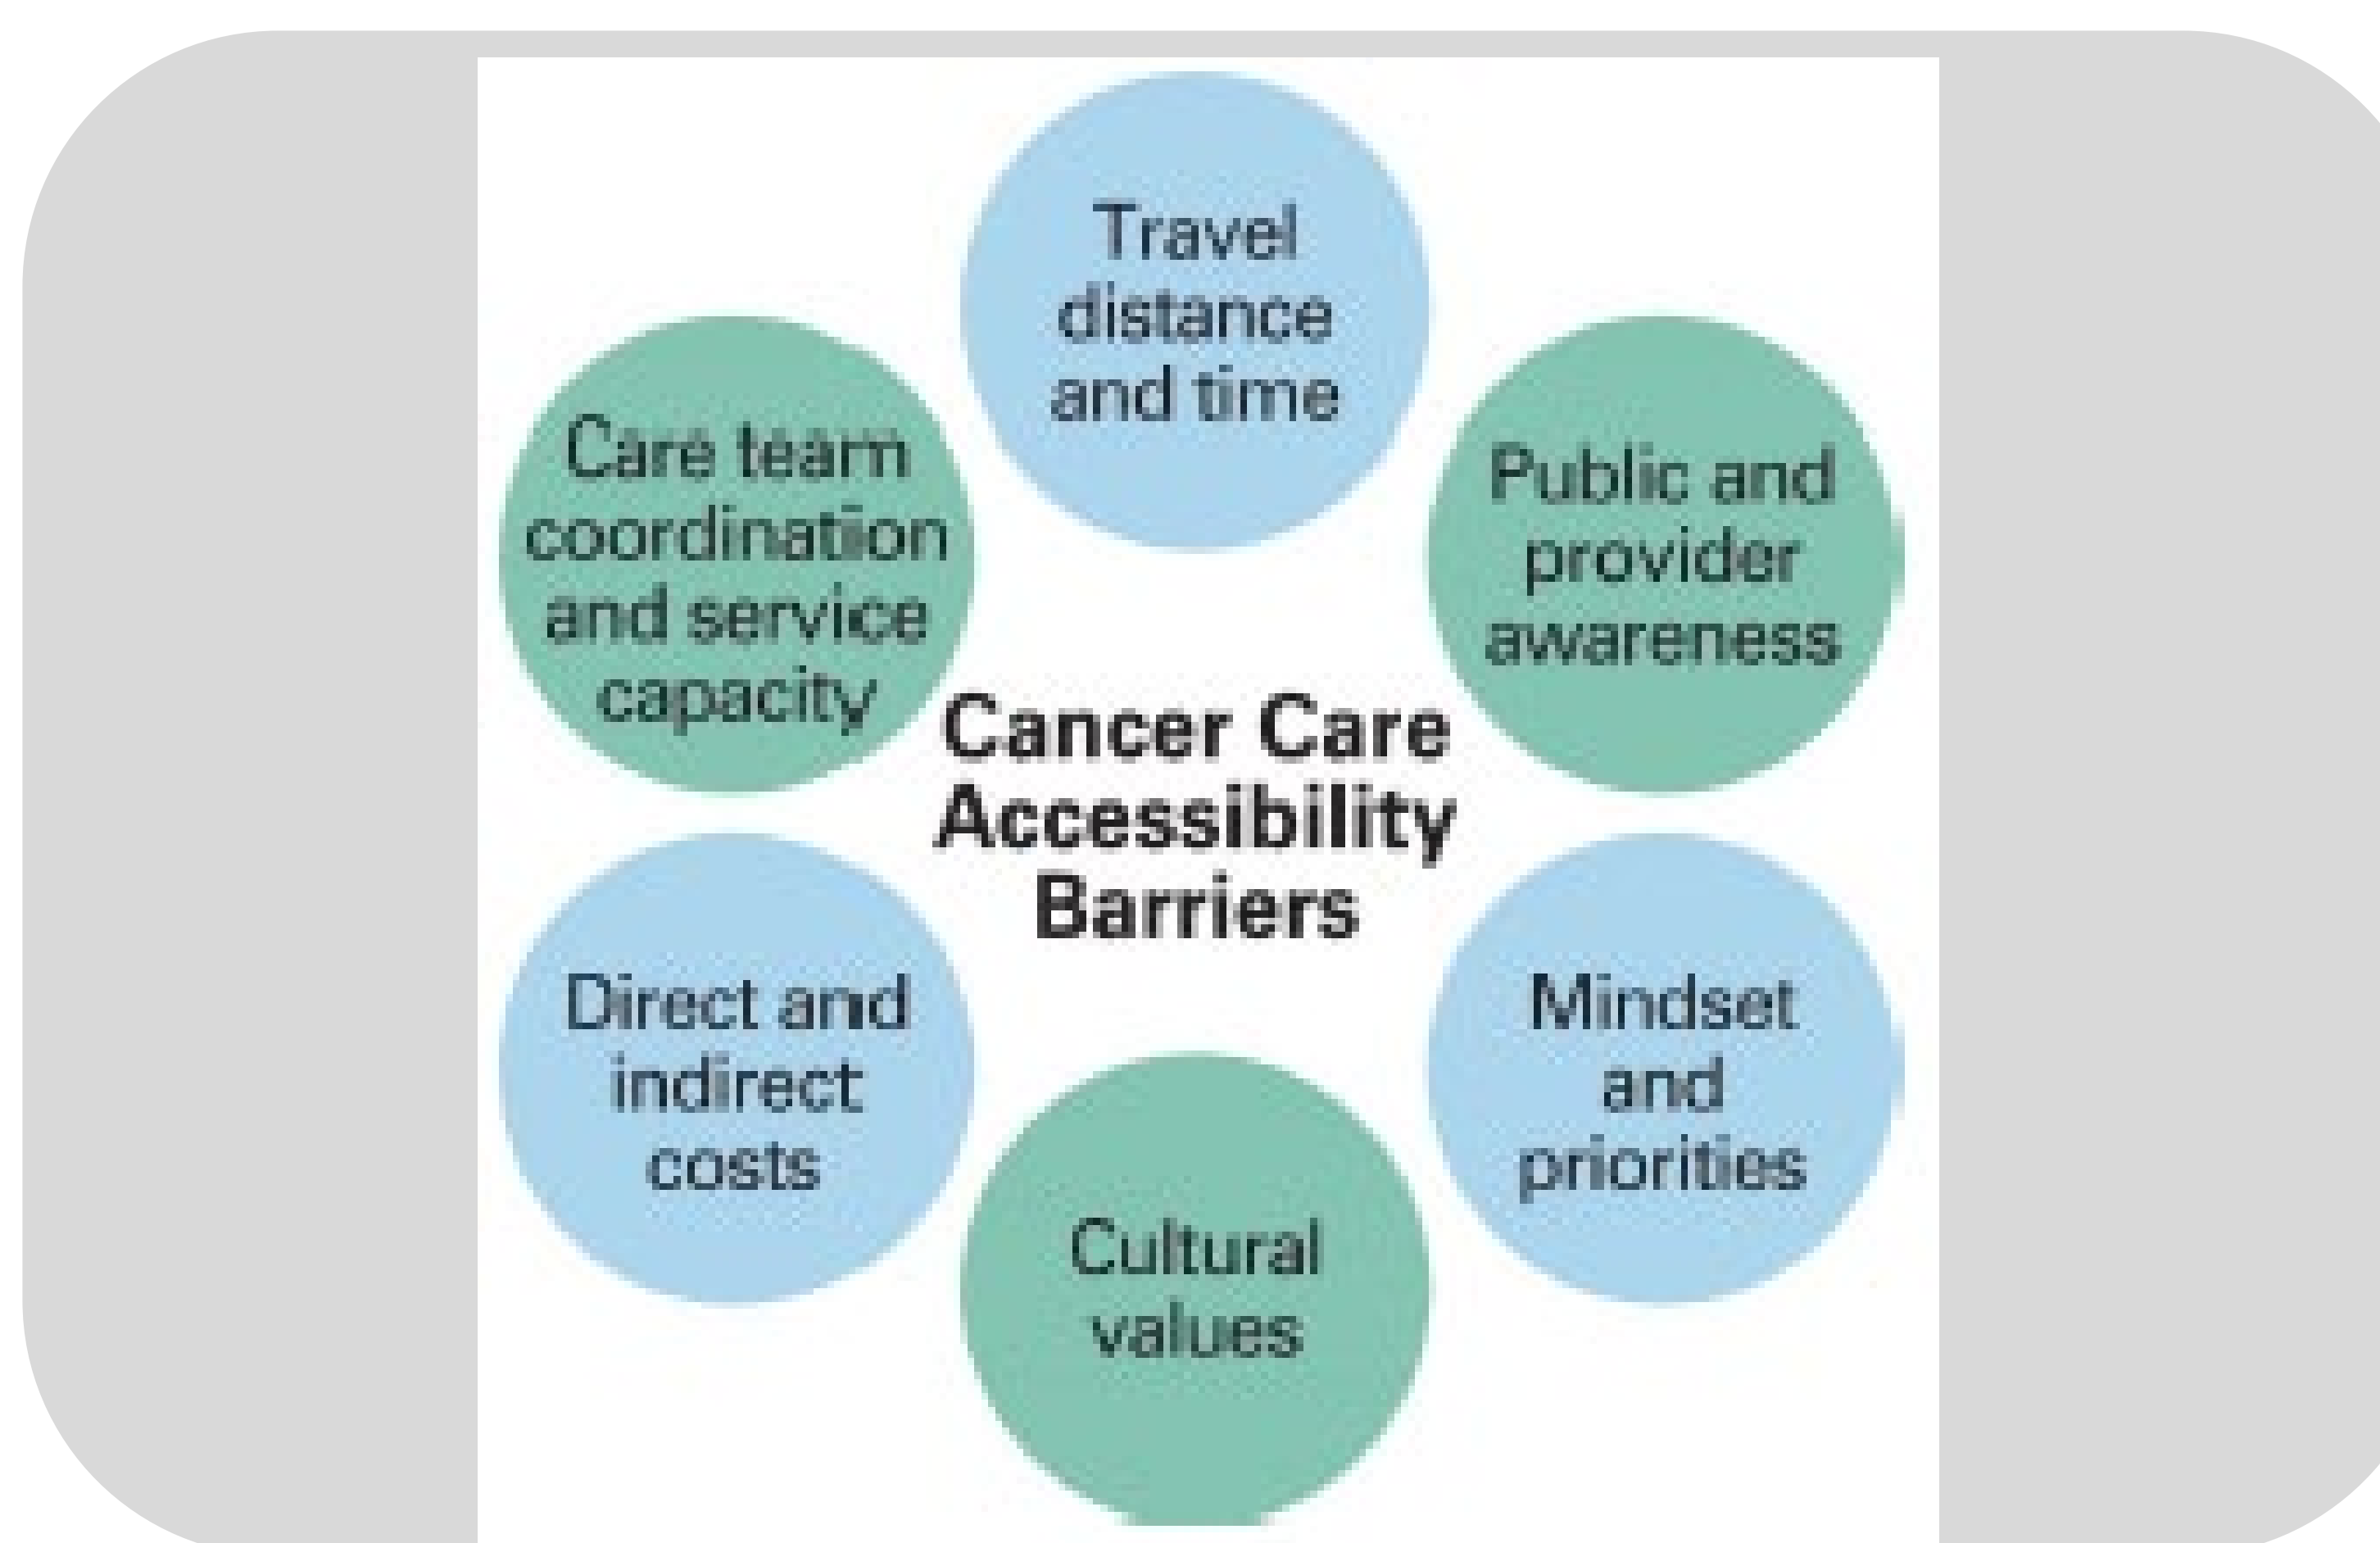 Travel
distance
and time
Care team
coordination
and service
capacity
Public and
provider
awareness
Cancer Care
Accessibility
Barriers
Direct and
indirect
costs
Mindset
and
priorities
Cultural
values